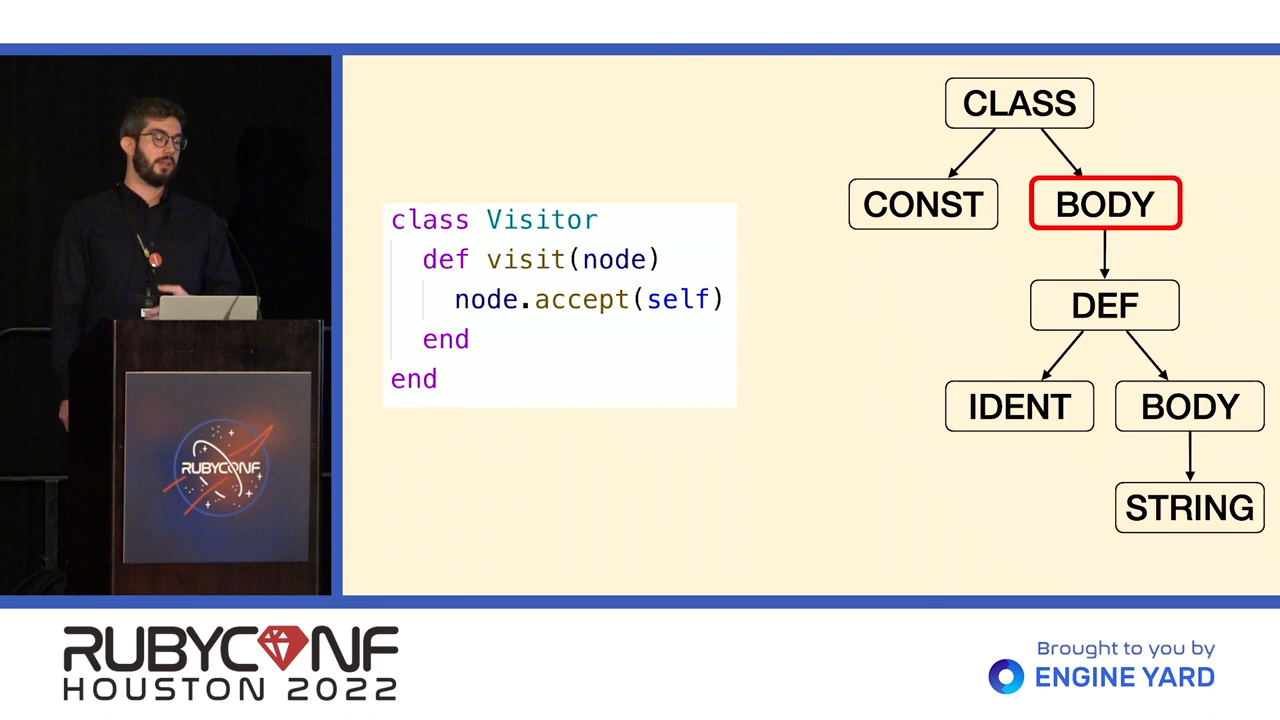 class Visitor
def visit(node)
node.accept(self)
end
end
CLASS
CONST
BODY
DEF
IDENT
BODY
STRING
RUBYCONF
RUBYCONF
HOUSTON 2022
Brought to you by
ENGINE YARD